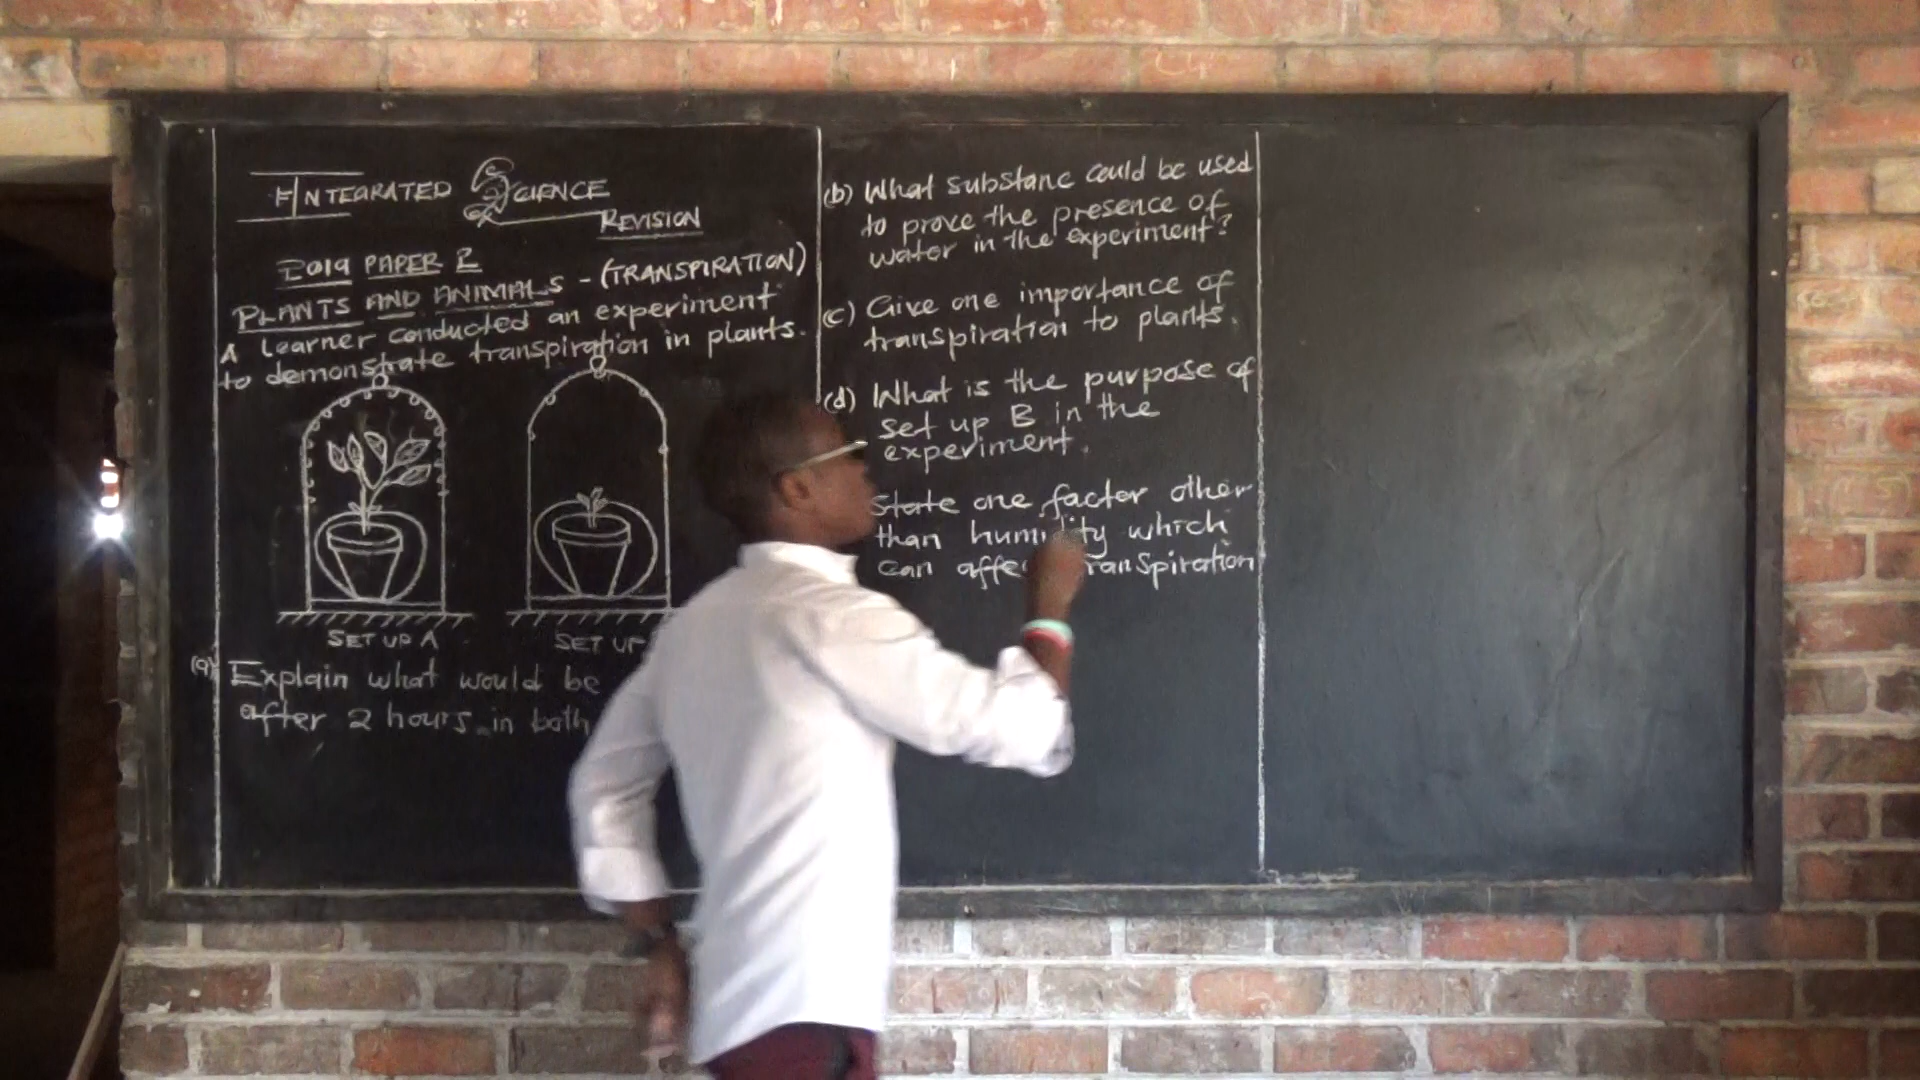 INTEGRATED SCIENCE
REVISION
2019 PAPER 2
PLANTS AND ANIMALS - (TRANSPIRATION)
A learner conducted an experiment
to demonstrate transpiration in plants.
SET UP A
SET UP
(a) Explain what would be
after 2 hours in both
(b) What substanc could be used
to prove the presence of
water in the experiment?
(c) Give one importance of
transpiration to plants.
(d) What is the purpose of
set up B in the
experiment.
State one factor other
than humidity which
can transpiration